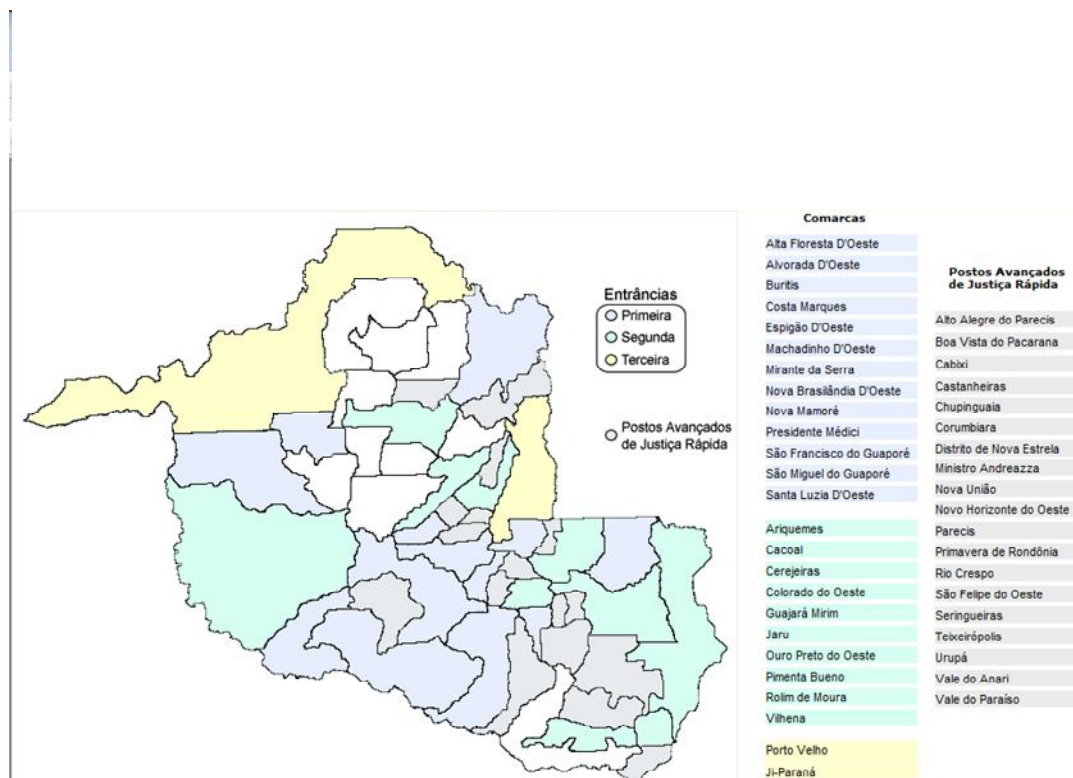 Entrâncias
Primeira
Segunda
Terceira
Postos Avançados
de Justiça Rápida
Comarcas
Alta Floresta D'Oeste
Alvorada D'Oeste
Buritis
Costa Marques
Espigão D'Oeste
Machadinho D'Oeste
Mirante da Serra
Nova Brasilândia D'Oeste
Nova Mamoré
Presidente Médici
São Francisco do Guaporé
São Miguel do Guaporé
Santa Luzia D'Oeste
Ariquemes
Cacoal
Cerejeiras
Colorado do Oeste
Guajará Mirim
Jaru
Ouro Preto do Oeste
Pimenta Bueno
Rolim de Moura
Vilhena
Porto Velho
Ji-Paraná
Postos Avançados
de Justiça Rápida
Alto Alegre do Parecis
Boa Vista do Pacarana
Cabixi
Castanheiras
Chupinguaia
Corumbiara
Distrito de Nova Estrela
Ministro Andreazza
Nova União
Novo Horizonte do Oeste
Parecis
Primavera de Rondônia
Rio Crespo
São Felipe do Oeste
Seringueiras
Teixeirópolis
Urupá
Vale do Anari
Vale do Paraíso